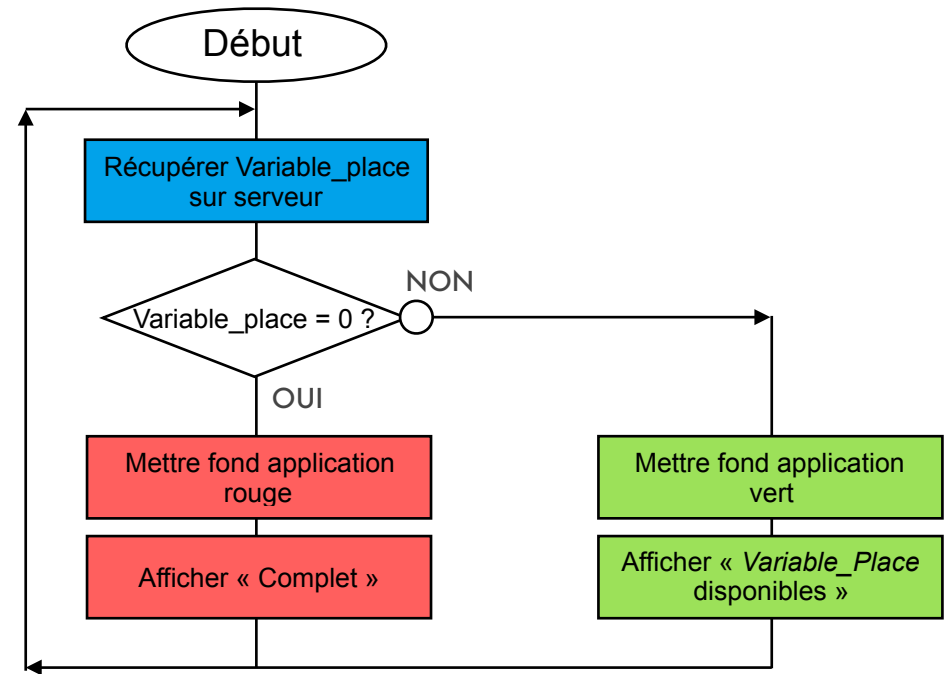 Début
Récupérer Variable_place
sur serveur
NON
Variable_place = 0 ?
OUI
Mettre fond application
rouge
Mettre fond application
vert
Afficher « Complet »
Afficher « Variable_Place
disponibles »